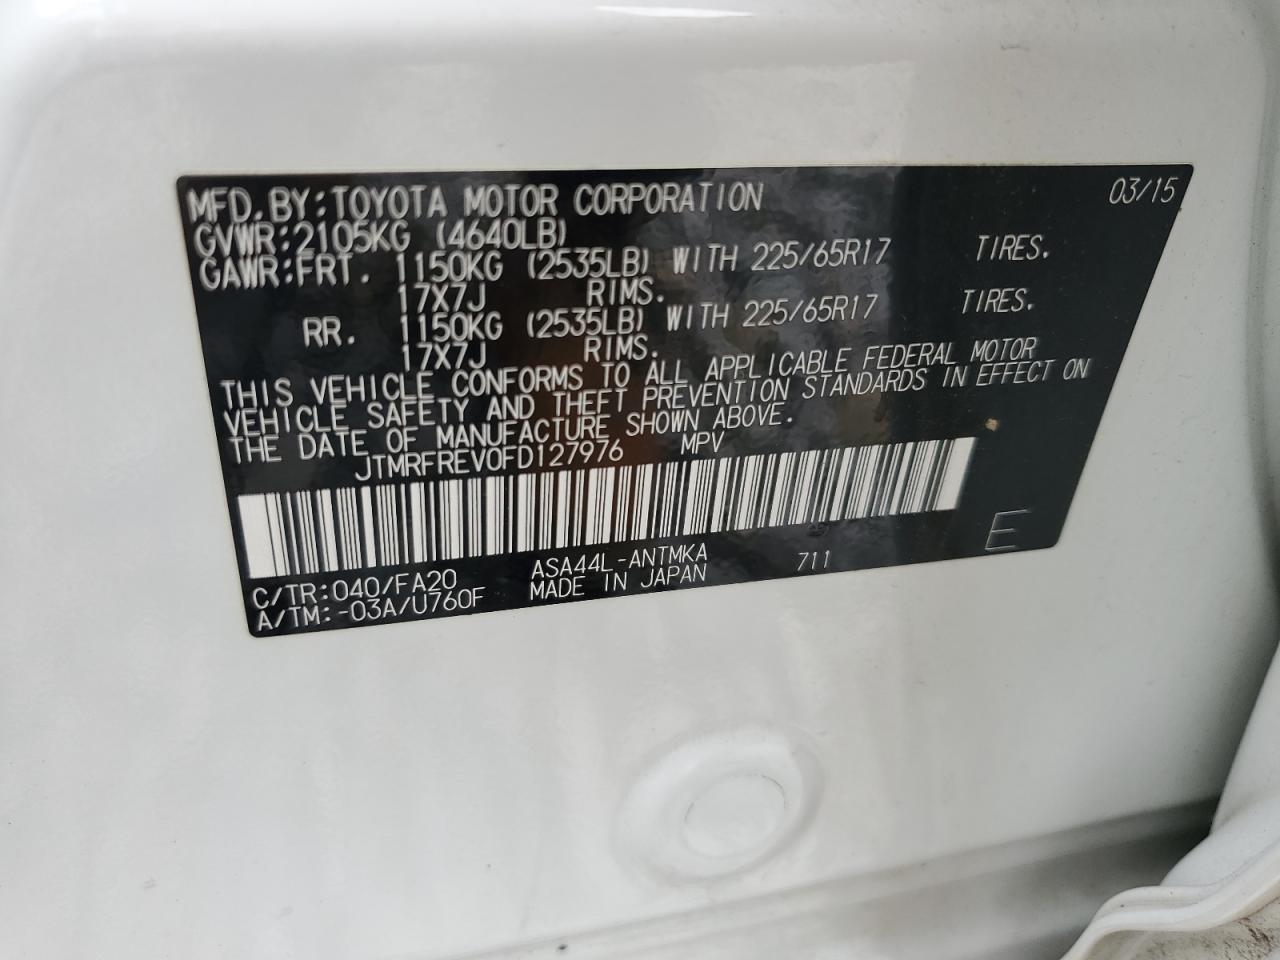 MFD. BY: TOYOTA MOTOR CORPORATION 03/15
GVWR: 2105KG (4640LB)
GAWR: FRT. 1150KG (2535LB) WITH 225/65R17 TIRES.
17X7J RIMS.
RR. 1150KG (2535LB) WITH 225/65R17 TIRES.
17X7J RIMS.
THIS VEHICLE CONFORMS TO ALL APPLICABLE FEDERAL MOTOR
VEHICLE SAFETY AND THEFT PREVENTION STANDARDS IN EFFECT ON
THE DATE OF MANUFACTURE SHOWN ABOVE.
JTMRFREV0FD127976 MPV
C/TR: 040/FA20 ASA44L-ANTMKA 711 E
A/TM: -03A/U760F MADE IN JAPAN